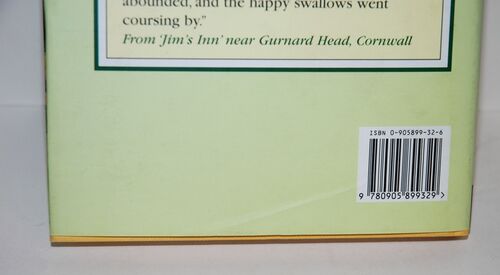 abounded, and the happy swallows went
coursing by."
From 'Jim's Inn' near Gurnard Head, Cornwall
ISBN 0-905899-32-6
9 780905 899329 >